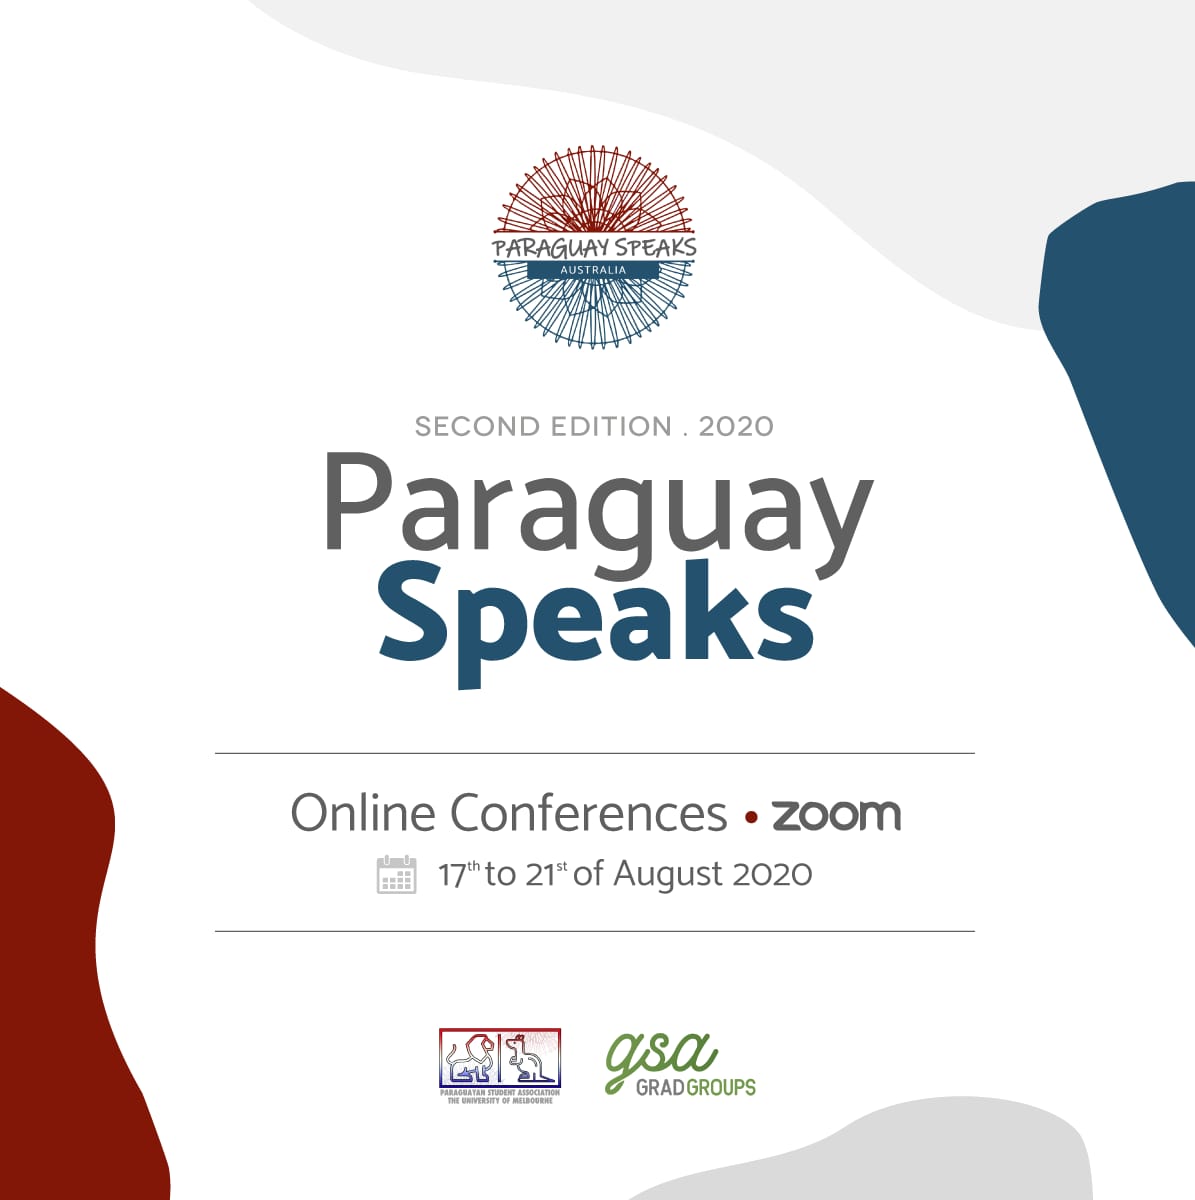 PARAGUAY SPEAKS
AUSTRALIA
SECOND EDITION . 2020
Paraguay
Speaks
Online Conferences • zoom
17th to 21st of August 2020
PARAGUAYAN STUDENT ASSOCIATION
THE UNIVERSITY OF MELBOURNE
gsa
GRADGROUPS